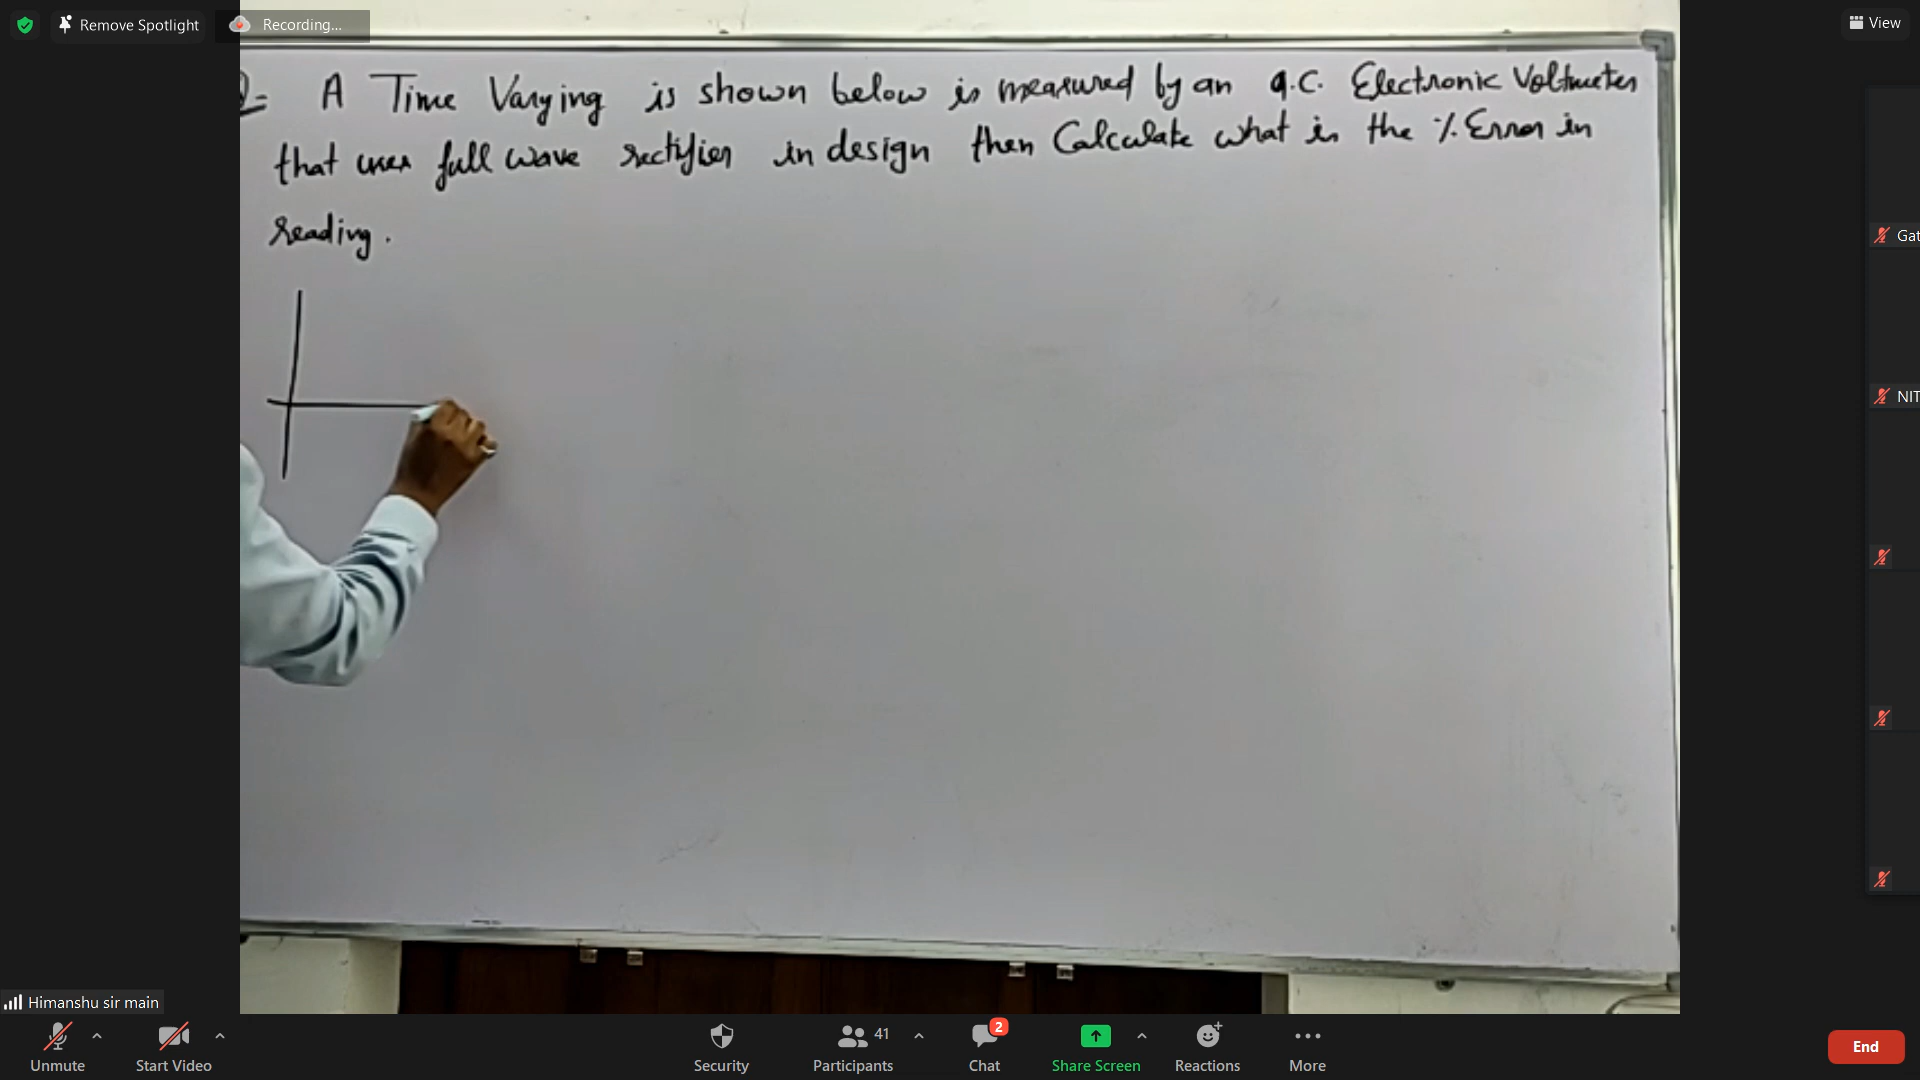 Remove Spotlight
Recording...
View
Q- A Time Varying is shown below is measured by an a.c. Electronic Voltmeter
that uses full wave rectifier in design then Calculate what is the % Error in
reading.
Gat
NIT
Himanshu sir main
Unmute
Start Video
Security
Participants
41
Chat
2
Share Screen
Reactions
More
End